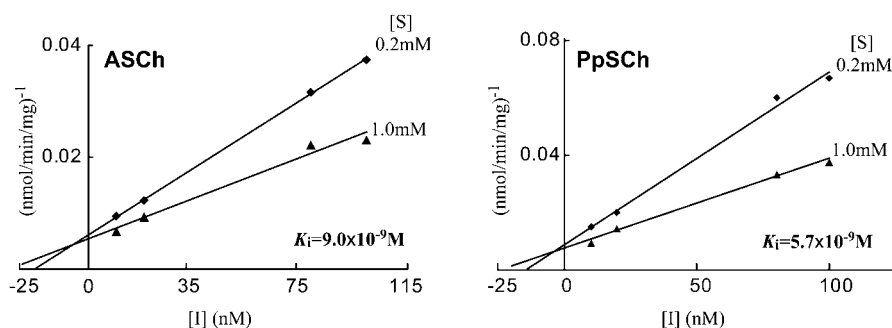 [S]
0.2mM
0.04
ASCh
1.0mM
0.02
(nmol/min/mg)⁻¹
Kᵢ=9.0x10⁻⁹M
-25
0
35
75
115
[I] (nM)
[S]
0.08
PpSCh
0.2mM
1.0mM
0.04
(nmol/min/mg)⁻¹
Kᵢ=5.7x10⁻⁹M
-25
0
50
100
[I] (nM)